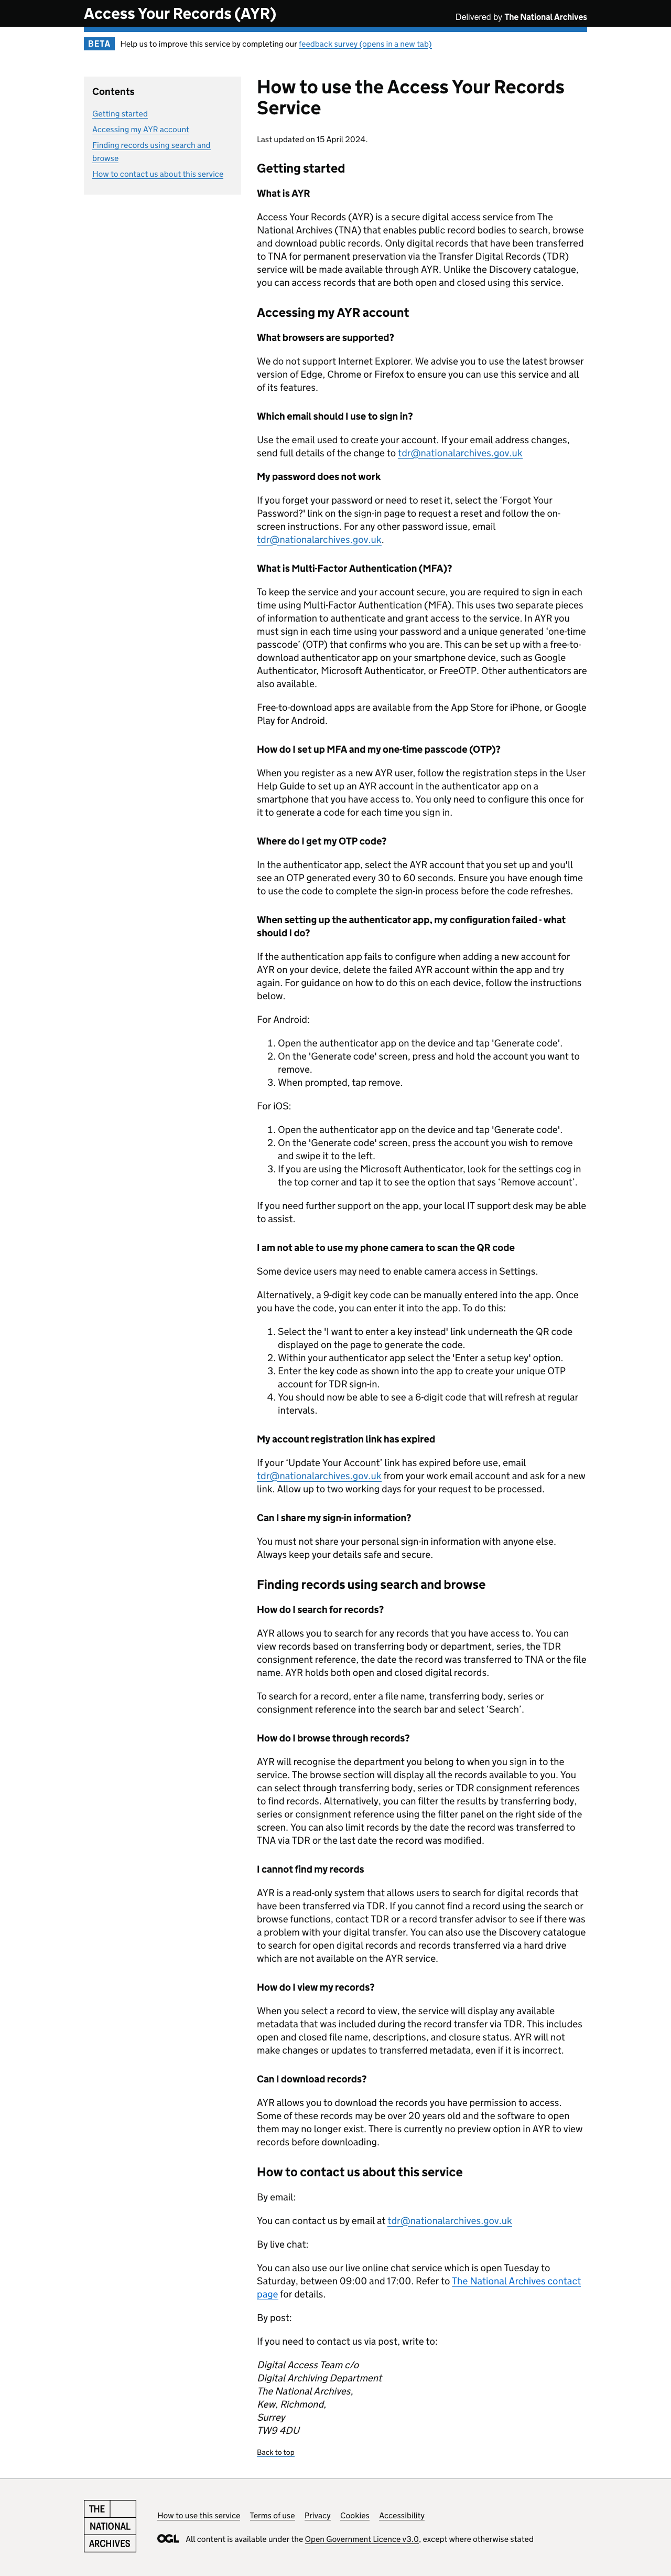 Access Your Records (AYR)
Delivered by The National Archives
BETA Help us to improve this service by completing our feedback survey (opens in a new tab)
Contents
Getting started
Accessing my AYR account
Finding records using search and
browse
How to contact us about this service
How to use the Access Your Records
Service
Last updated on 15 April 2024.
Getting started
What is AYR
Access Your Records (AYR) is a secure digital access service from The
National Archives (TNA) that enables public record bodies to search, browse
and download public records. Only digital records that have been transferred
to TNA for permanent preservation via the Transfer Digital Records (TDR)
service will be made available through AYR. Unlike the Discovery catalogue,
you can access records that are both open and closed using this service.
Accessing my AYR account
What browsers are supported?
We do not support Internet Explorer. We advise you to use the latest browser
version of Edge, Chrome or Firefox to ensure you can use this service and all
of its features.
Which email should I use to sign in?
Use the email used to create your account. If your email address changes,
send full details of the change to tdr@nationalarchives.gov.uk
My password does not work
If you forget your password or need to reset it, select the ‘Forgot Your
Password?' link on the sign-in page to request a reset and follow the on-
screen instructions. For any other password issue, email
tdr@nationalarchives.gov.uk.
What is Multi-Factor Authentication (MFA)?
To keep the service and your account secure, you are required to sign in each
time using Multi-Factor Authentication (MFA). This uses two separate pieces
of information to authenticate and grant access to the service. In AYR you
must sign in each time using your password and a unique generated ‘one-time
passcode’ (OTP) that confirms who you are. This can be set up with a free-to-
download authenticator app on your smartphone device, such as Google
Authenticator, Microsoft Authenticator, or FreeOTP. Other authenticators are
also available.
Free-to-download apps are available from the App Store for iPhone, or Google
Play for Android.
How do I set up MFA and my one-time passcode (OTP)?
When you register as a new AYR user, follow the registration steps in the User
Help Guide to set up an AYR account in the authenticator app on a
smartphone that you have access to. You only need to configure this once for
it to generate a code for each time you sign in.
Where do I get my OTP code?
In the authenticator app, select the AYR account that you set up and you'll
see an OTP generated every 30 to 60 seconds. Ensure you have enough time
to use the code to complete the sign-in process before the code refreshes.
When setting up the authenticator app, my configuration failed - what
should I do?
If the authentication app fails to configure when adding a new account for
AYR on your device, delete the failed AYR account within the app and try
again. For guidance on how to do this on each device, follow the instructions
below.
For Android:
1. Open the authenticator app on the device and tap 'Generate code'.
2. On the 'Generate code' screen, press and hold the account you want to
remove.
3. When prompted, tap remove.
For iOS:
1. Open the authenticator app on the device and tap 'Generate code'.
2. On the 'Generate code' screen, press the account you wish to remove
and swipe it to the left.
3. If you are using the Microsoft Authenticator, look for the settings cog in
the top corner and tap it to see the option that says ‘Remove account’.
If you need further support on the app, your local IT support desk may be able
to assist.
I am not able to use my phone camera to scan the QR code
Some device users may need to enable camera access in Settings.
Alternatively, a 9-digit key code can be manually entered into the app. Once
you have the code, you can enter it into the app. To do this:
1. Select the 'I want to enter a key instead' link underneath the QR code
displayed on the page to generate the code.
2. Within your authenticator app select the 'Enter a setup key' option.
3. Enter the key code as shown into the app to create your unique OTP
account for TDR sign-in.
4. You should now be able to see a 6-digit code that will refresh at regular
intervals.
My account registration link has expired
If your ‘Update Your Account’ link has expired before use, email
tdr@nationalarchives.gov.uk from your work email account and ask for a new
link. Allow up to two working days for your request to be processed.
Can I share my sign-in information?
You must not share your personal sign-in information with anyone else.
Always keep your details safe and secure.
Finding records using search and browse
How do I search for records?
AYR allows you to search for any records that you have access to. You can
view records based on transferring body or department, series, the TDR
consignment reference, the date the record was transferred to TNA or the file
name. AYR holds both open and closed digital records.
To search for a record, enter a file name, transferring body, series or
consignment reference into the search bar and select ‘Search’.
How do I browse through records?
AYR will recognise the department you belong to when you sign in to the
service. The browse section will display all the records available to you. You
can select through transferring body, series or TDR consignment references
to find records. Alternatively, you can filter the results by transferring body,
series or consignment reference using the filter panel on the right side of the
screen. You can also limit records by the date the record was transferred to
TNA via TDR or the last date the record was modified.
I cannot find my records
AYR is a read-only system that allows users to search for digital records that
have been transferred via TDR. If you cannot find a record using the search or
browse functions, contact TDR or a record transfer advisor to see if there was
a problem with your digital transfer. You can also use the Discovery catalogue
to search for open digital records and records transferred via a hard drive
which are not available on the AYR service.
How do I view my records?
When you select a record to view, the service will display any available
metadata that was included during the record transfer via TDR. This includes
open and closed file name, descriptions, and closure status. AYR will not
make changes or updates to transferred metadata, even if it is incorrect.
Can I download records?
AYR allows you to download the records you have permission to access.
Some of these records may be over 20 years old and the software to open
them may no longer exist. There is currently no preview option in AYR to view
records before downloading.
How to contact us about this service
By email:
You can contact us by email at tdr@nationalarchives.gov.uk
By live chat:
You can also use our live online chat service which is open Tuesday to
Saturday, between 09:00 and 17:00. Refer to The National Archives contact
page for details.
By post:
If you need to contact us via post, write to:
Digital Access Team c/o
Digital Archiving Department
The National Archives,
Kew, Richmond,
Surrey
TW9 4DU
Back to top
THE
NATIONAL
ARCHIVES
How to use this service Terms of use Privacy Cookies Accessibility
OGL All content is available under the Open Government Licence v3.0, except where otherwise stated